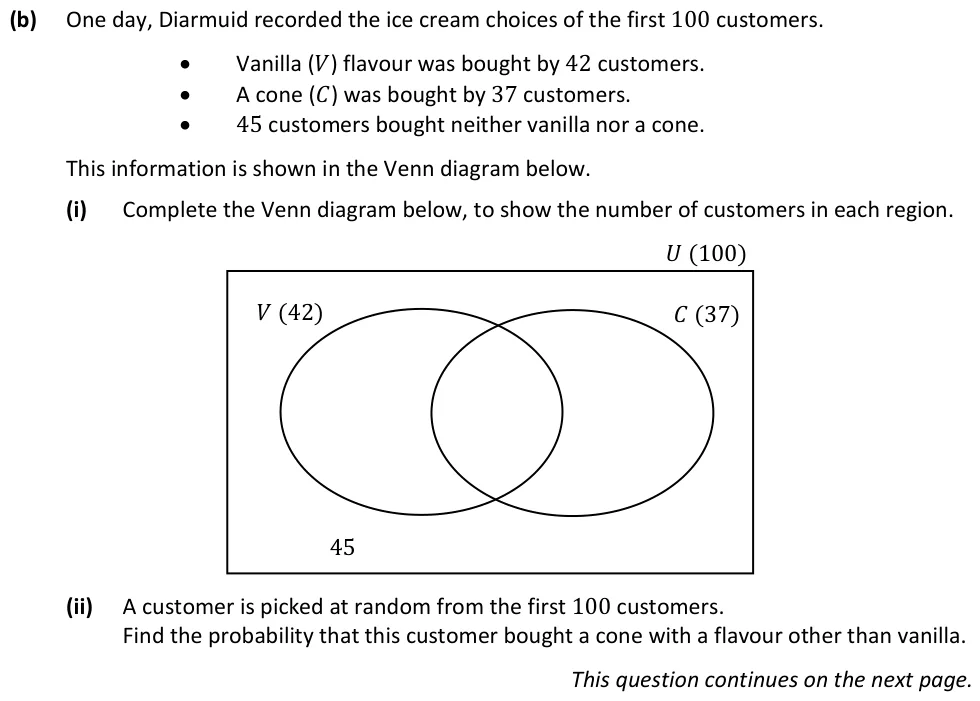 (b) One day, Diarmuid recorded the ice cream choices of the first 100 customers.
• Vanilla (V) flavour was bought by 42 customers.
• A cone (C) was bought by 37 customers.
• 45 customers bought neither vanilla nor a cone.
This information is shown in the Venn diagram below.
(i) Complete the Venn diagram below, to show the number of customers in each region.
U (100)
V (42)
C (37)
45
(ii) A customer is picked at random from the first 100 customers.
Find the probability that this customer bought a cone with a flavour other than vanilla.
This question continues on the next page.